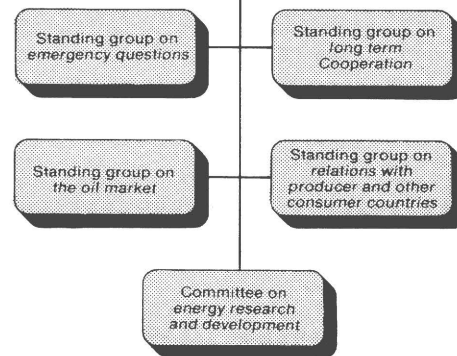 Standing group on
emergency questions
Standing group on
long term
Cooperation
Standing group on
the oil market
Standing group on
relations with
producer and other
consumer countries
Committee on
energy research
and development